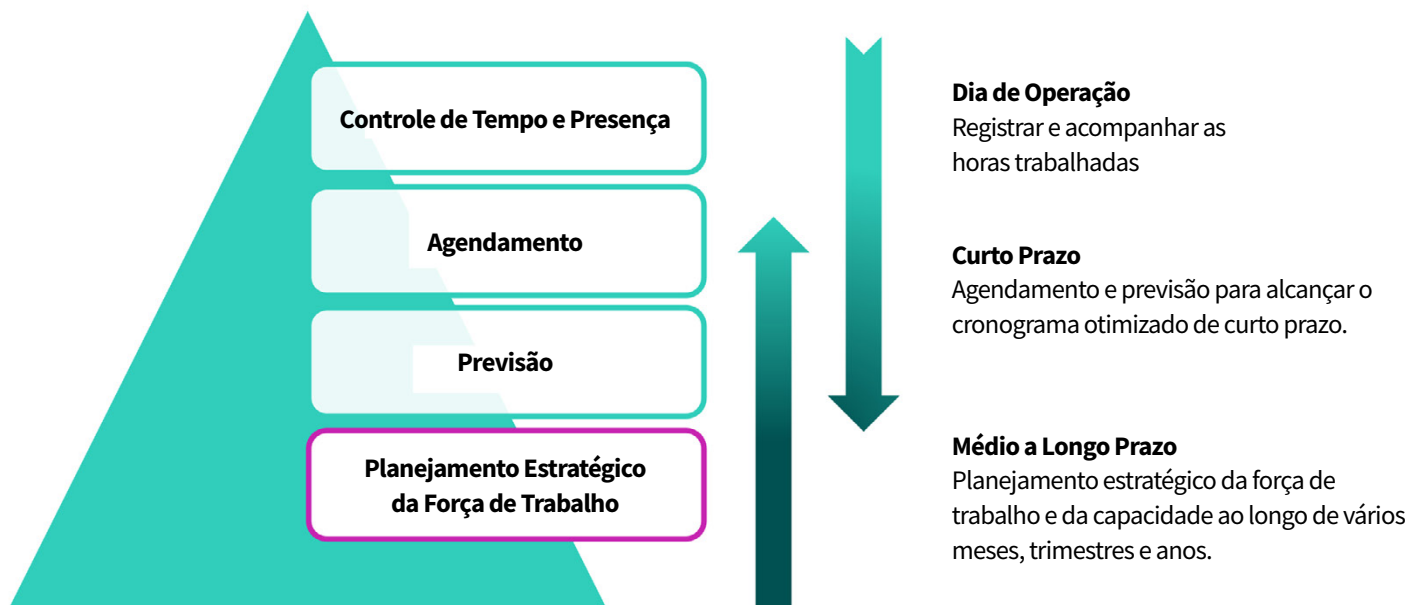 Controle de Tempo e Presença
Agendamento
Previsão
Planejamento Estratégico
da Força de Trabalho
Dia de Operação
Registrar e acompanhar as
horas trabalhadas
Curto Prazo
Agendamento e previsão para alcançar o
cronograma otimizado de curto prazo.
Médio a Longo Prazo
Planejamento estratégico da força de
trabalho e da capacidade ao longo de vários
meses, trimestres e anos.